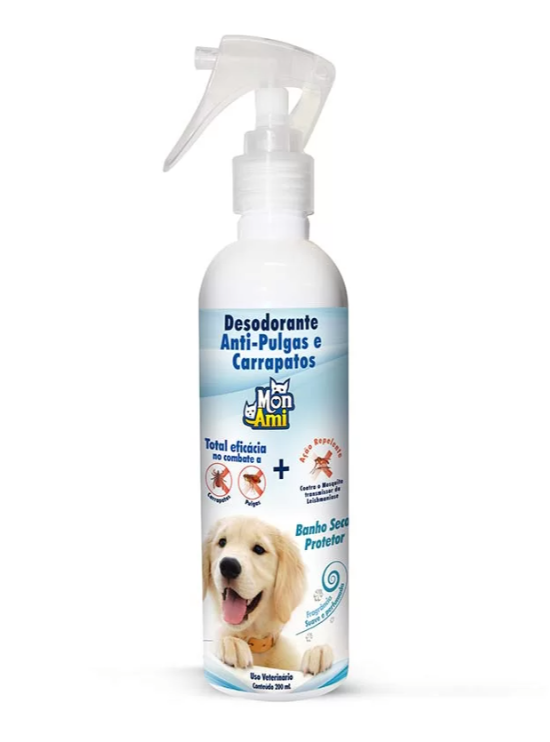 Desodorante
Anti-Pulgas e
Carrapatos
Mon
Ami
Total eficácia
no combate a
Carrapatos
Pulgas
+
Ação Repelente
Contra o Mosquito
transmissor da
Leishmaniose
Banho Seco
Protetor
Fragrância
Suave e perfumada
Uso Veterinário
Conteúdo 200 mL